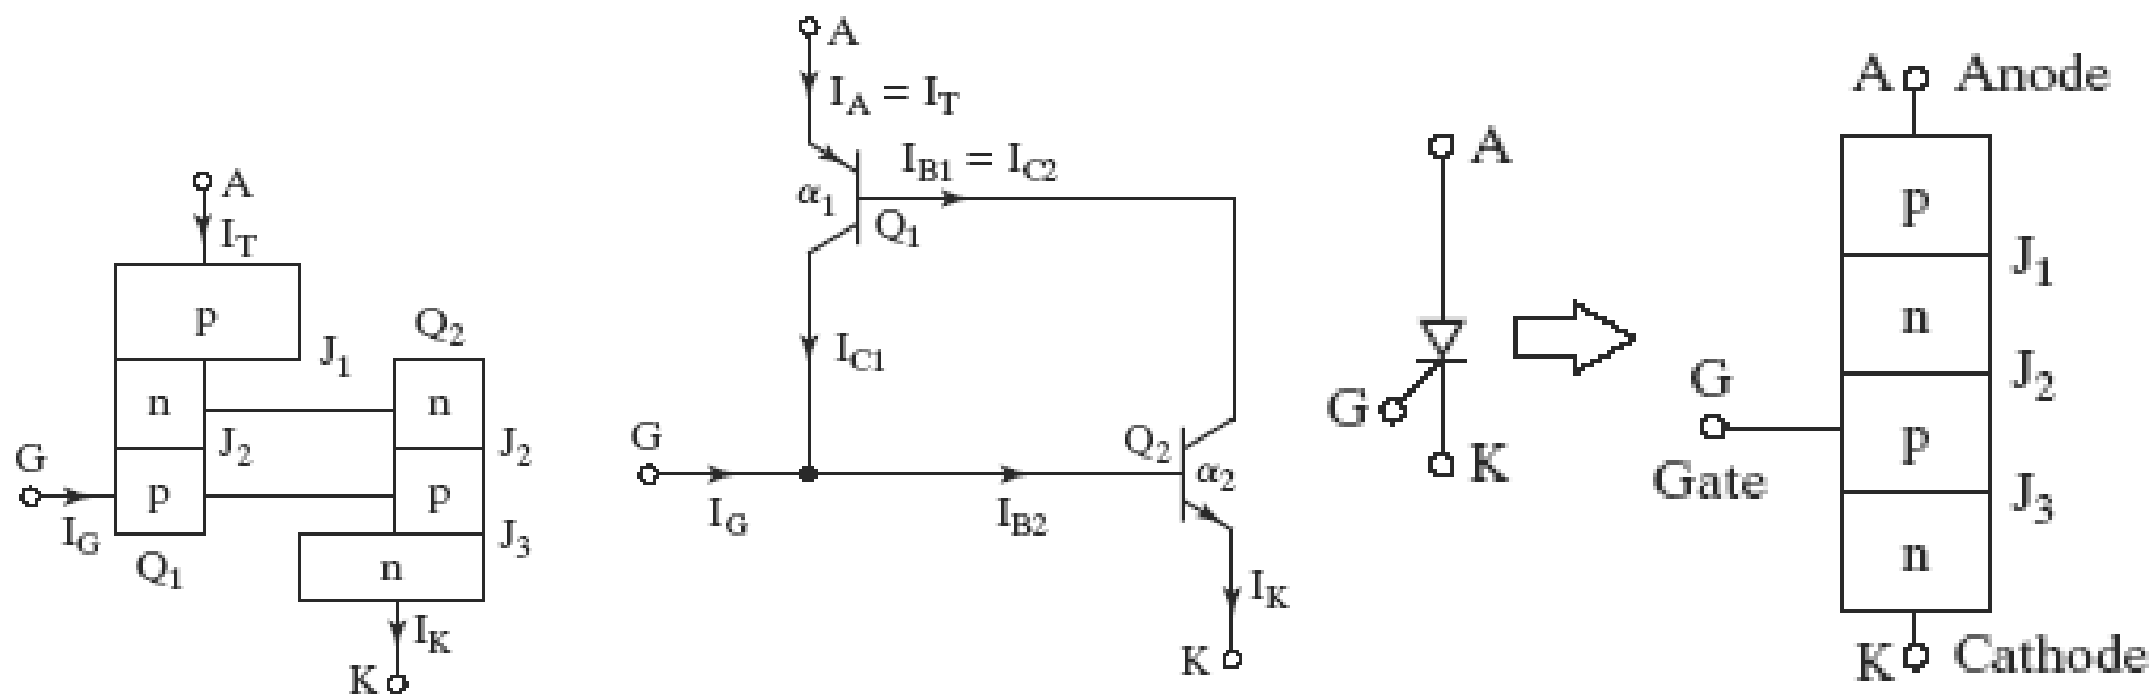 A
I_T
p
J_1
Q_2
n
n
J_2
J_2
G
p
p
I_G
J_3
Q_1
n
I_K
K
A
I_A = I_T
I_B1 = I_C2
α_1
Q_1
I_C1
G
Q_2
α_2
I_G
I_B2
I_K
K
A
G
K
A Anode
p
J_1
n
J_2
G
p
Gate
J_3
n
K Cathode